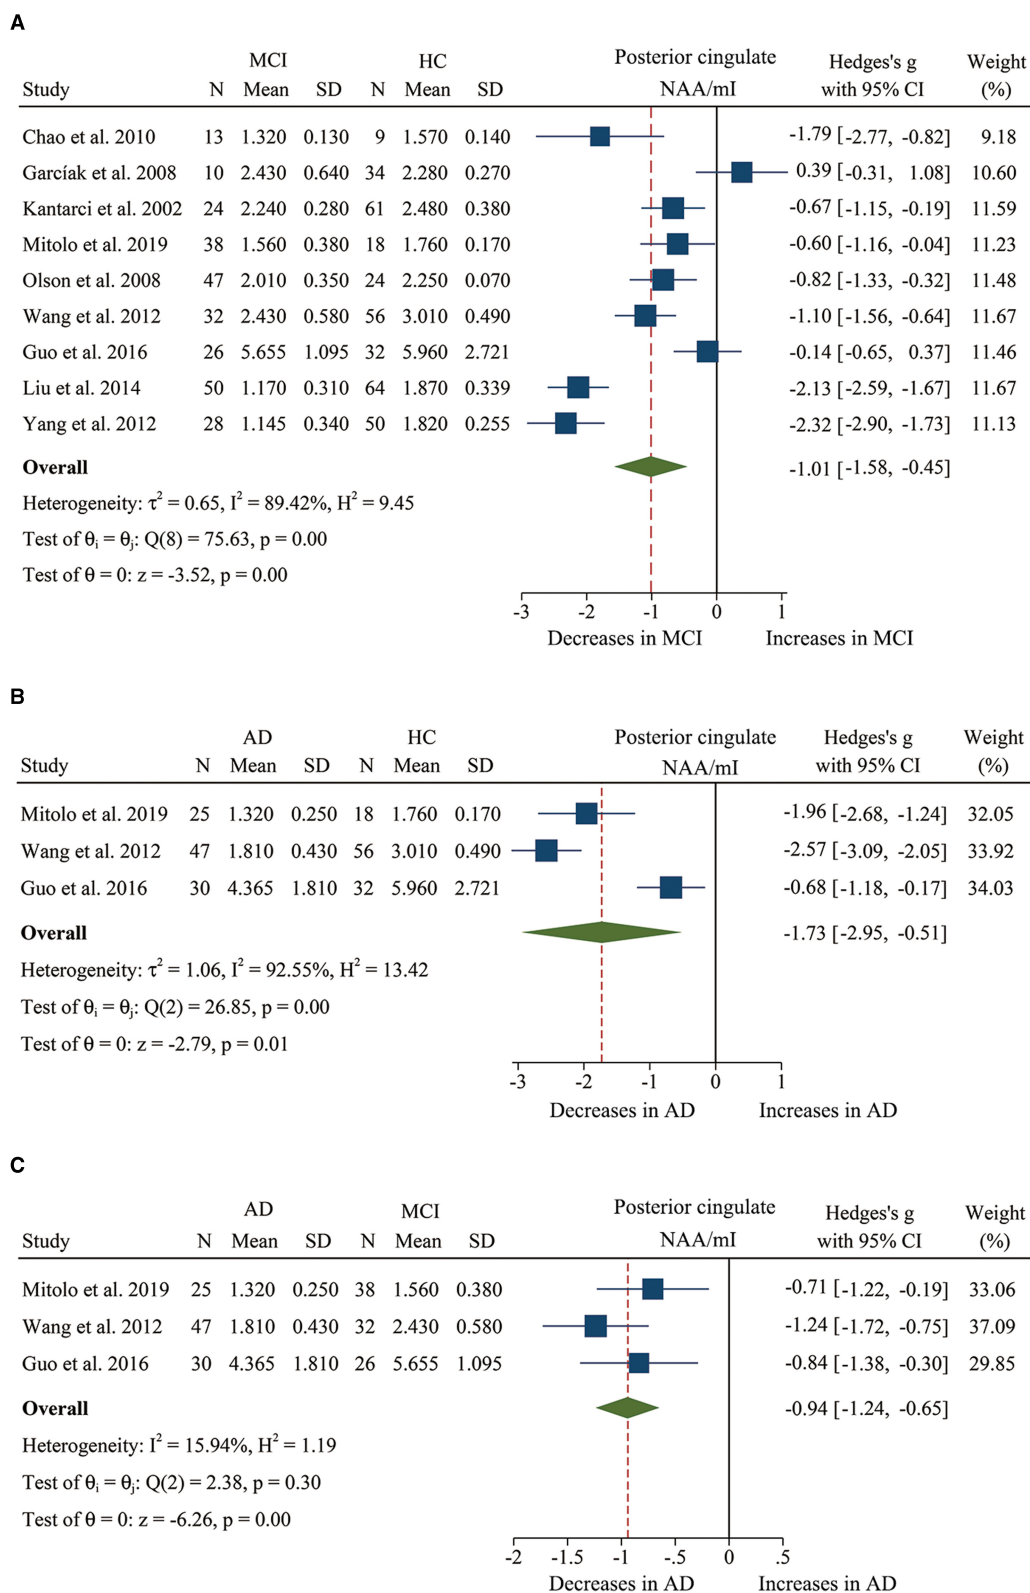 A
MCI HC Posterior cingulate Hedges's g Weight
Study N Mean SD N Mean SD NAA/mI with 95% CI (%)
Chao et al. 2010 13 1.320 0.130 9 1.570 0.140 -1.79 [-2.77, -0.82] 9.18
Garcíak et al. 2008 10 2.430 0.640 34 2.280 0.270 0.39 [-0.31, 1.08] 10.60
Kantarci et al. 2002 24 2.240 0.280 61 2.480 0.380 -0.67 [-1.15, -0.19] 11.59
Mitolo et al. 2019 38 1.560 0.380 18 1.760 0.170 -0.60 [-1.16, -0.04] 11.23
Olson et al. 2008 47 2.010 0.350 24 2.250 0.070 -0.82 [-1.33, -0.32] 11.48
Wang et al. 2012 32 2.430 0.580 56 3.010 0.490 -1.10 [-1.56, -0.64] 11.67
Guo et al. 2016 26 5.655 1.095 32 5.960 2.721 -0.14 [-0.65, 0.37] 11.46
Liu et al. 2014 50 1.170 0.310 64 1.870 0.339 -2.13 [-2.59, -1.67] 11.67
Yang et al. 2012 28 1.145 0.340 50 1.820 0.255 -2.32 [-2.90, -1.73] 11.13
Overall -1.01 [-1.58, -0.45]
Heterogeneity: τ² = 0.65, I² = 89.42%, H² = 9.45
Test of θᵢ = θⱼ: Q(8) = 75.63, p = 0.00
Test of θ = 0: z = -3.52, p = 0.00
-3 -2 -1 0 1
Decreases in MCI Increases in MCI
B
AD HC Posterior cingulate Hedges's g Weight
Study N Mean SD N Mean SD NAA/mI with 95% CI (%)
Mitolo et al. 2019 25 1.320 0.250 18 1.760 0.170 -1.96 [-2.68, -1.24] 32.05
Wang et al. 2012 47 1.810 0.430 56 3.010 0.490 -2.57 [-3.09, -2.05] 33.92
Guo et al. 2016 30 4.365 1.810 32 5.960 2.721 -0.68 [-1.18, -0.17] 34.03
Overall -1.73 [-2.95, -0.51]
Heterogeneity: τ² = 1.06, I² = 92.55%, H² = 13.42
Test of θᵢ = θⱼ: Q(2) = 26.85, p = 0.00
Test of θ = 0: z = -2.79, p = 0.01
-3 -2 -1 0 1
Decreases in AD Increases in AD
C
AD MCI Posterior cingulate Hedges's g Weight
Study N Mean SD N Mean SD NAA/mI with 95% CI (%)
Mitolo et al. 2019 25 1.320 0.250 38 1.560 0.380 -0.71 [-1.22, -0.19] 33.06
Wang et al. 2012 47 1.810 0.430 32 2.430 0.580 -1.24 [-1.72, -0.75] 37.09
Guo et al. 2016 30 4.365 1.810 26 5.655 1.095 -0.84 [-1.38, -0.30] 29.85
Overall -0.94 [-1.24, -0.65]
Heterogeneity: I² = 15.94%, H² = 1.19
Test of θᵢ = θⱼ: Q(2) = 2.38, p = 0.30
Test of θ = 0: z = -6.26, p = 0.00
-2 -1.5 -1 -.5 0 .5
Decreases in AD Increases in AD